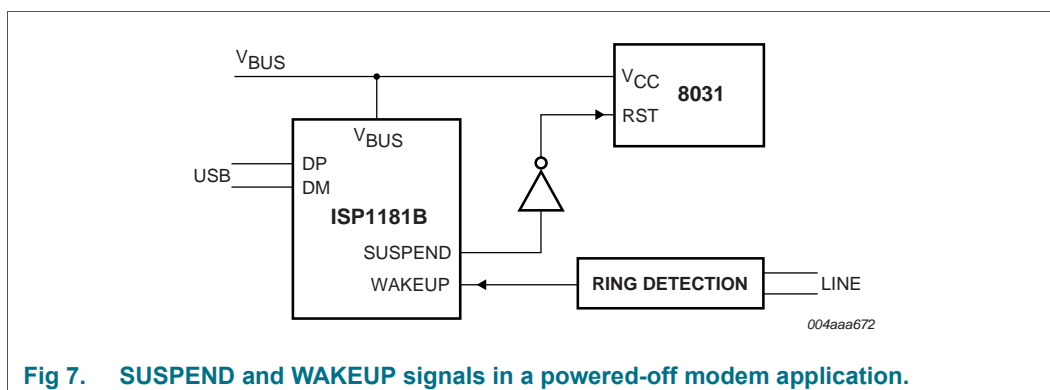 VBUS
VCC
8031
RST
VBUS
DP
USB
DM
ISP1181B
SUSPEND
WAKEUP
RING DETECTION
LINE
004aaa672
Fig 7. SUSPEND and WAKEUP signals in a powered-off modem application.